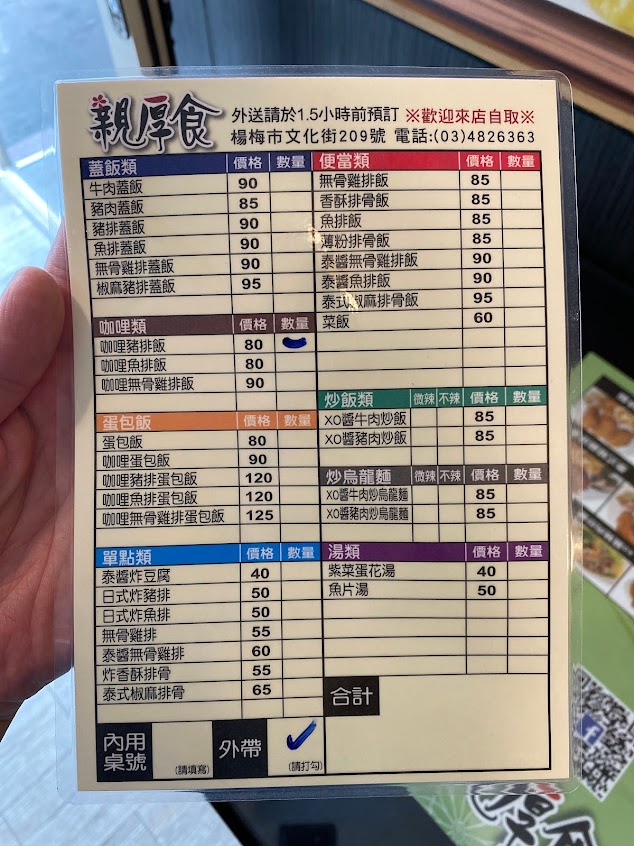 親厚食
外送請於1.5小時前預訂 ※歡迎來店自取※
楊梅市文化街209號 電話:(03)4826363
蓋飯類 價格 數量
牛肉蓋飯 90
豬肉蓋飯 85
豬排蓋飯 90
魚排蓋飯 90
無骨雞排蓋飯 90
椒麻豬排蓋飯 95
咖哩類 價格 數量
咖哩豬排飯 80
咖哩魚排飯 80
咖哩無骨雞排飯 90
蛋包飯 價格 數量
蛋包飯 80
咖哩蛋包飯 90
咖哩豬排蛋包飯 120
咖哩魚排蛋包飯 120
咖哩無骨雞排蛋包飯 125
單點類 價格 數量
泰醬炸豆腐 40
日式炸豬排 50
日式炸魚排 50
無骨雞排 55
泰醬無骨雞排 60
炸香酥排骨 55
泰式椒麻排骨 65
內用
桌號
(請填寫)
外帶
(請打勾)
便當類 價格 數量
無骨雞排飯 85
香酥排骨飯 85
魚排飯 85
薄粉排骨飯 85
泰醬無骨雞排飯 90
泰醬魚排飯 90
泰式椒麻排骨飯 95
菜飯 60
炒飯類 微辣 不辣 價格 數量
XO醬牛肉炒飯 85
XO醬豬肉炒飯 85
炒烏龍麵 微辣 不辣 價格 數量
XO醬牛肉炒烏龍麵 85
XO醬豬肉炒烏龍麵 85
湯類 價格 數量
紫菜蛋花湯 40
魚片湯 50
合計